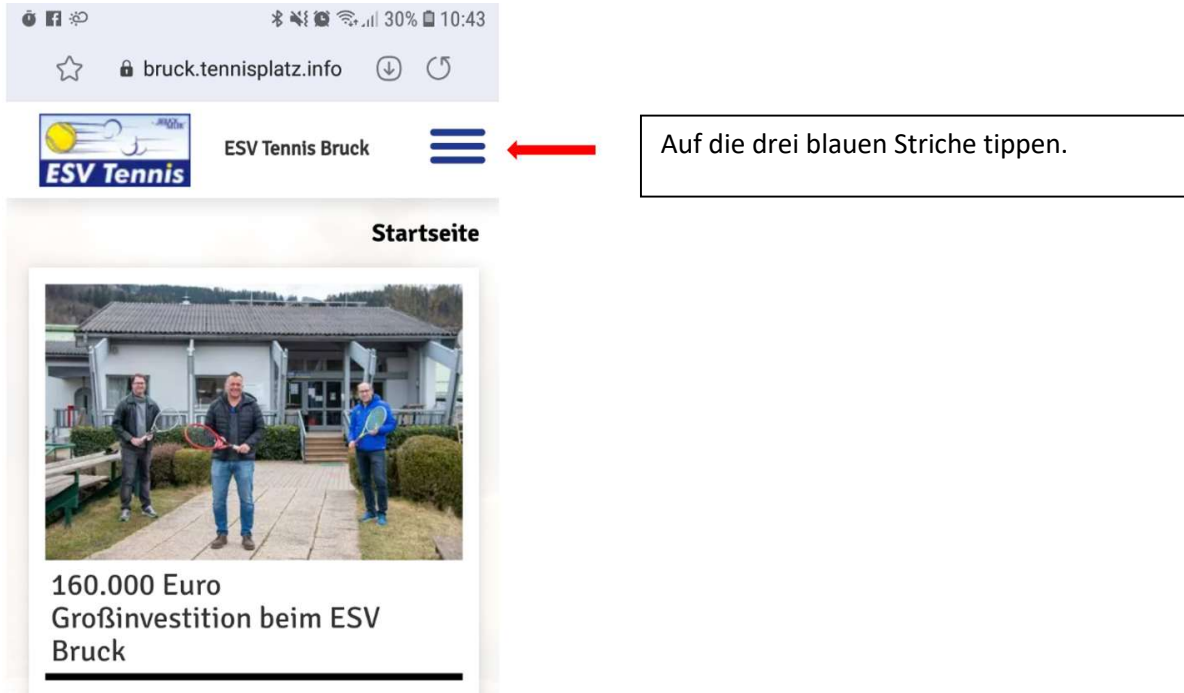 30% 10:43
bruck.tennisplatz.info
ESV Tennis
ESV Tennis Bruck
Auf die drei blauen Striche tippen.
Startseite
160.000 Euro
Großinvestition beim ESV
Bruck